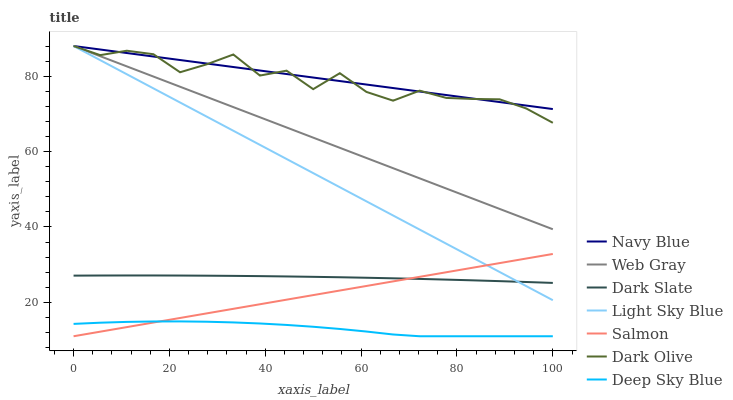 title
80
60
40
20
0
20
40
60
80
100
yaxis_label
xaxis_label
Navy Blue
Web Gray
Dark Slate
Light Sky Blue
Salmon
Dark Olive
Deep Sky Blue